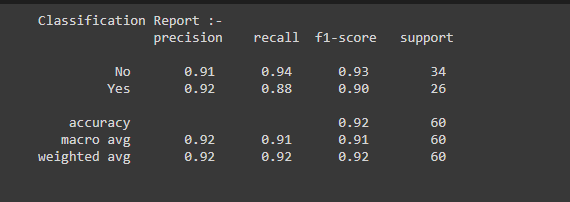 Classification Report :-
precision recall f1-score support
No 0.91 0.94 0.93 34
Yes 0.92 0.88 0.90 26
accuracy 0.92 60
macro avg 0.92 0.91 0.91 60
weighted avg 0.92 0.92 0.92 60